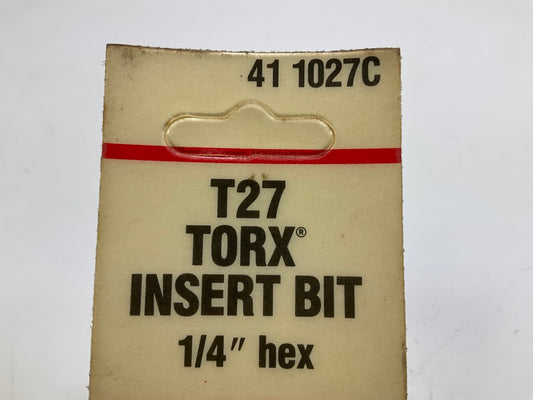 41 1027C
T27
TORX®
INSERT BIT
1/4" hex